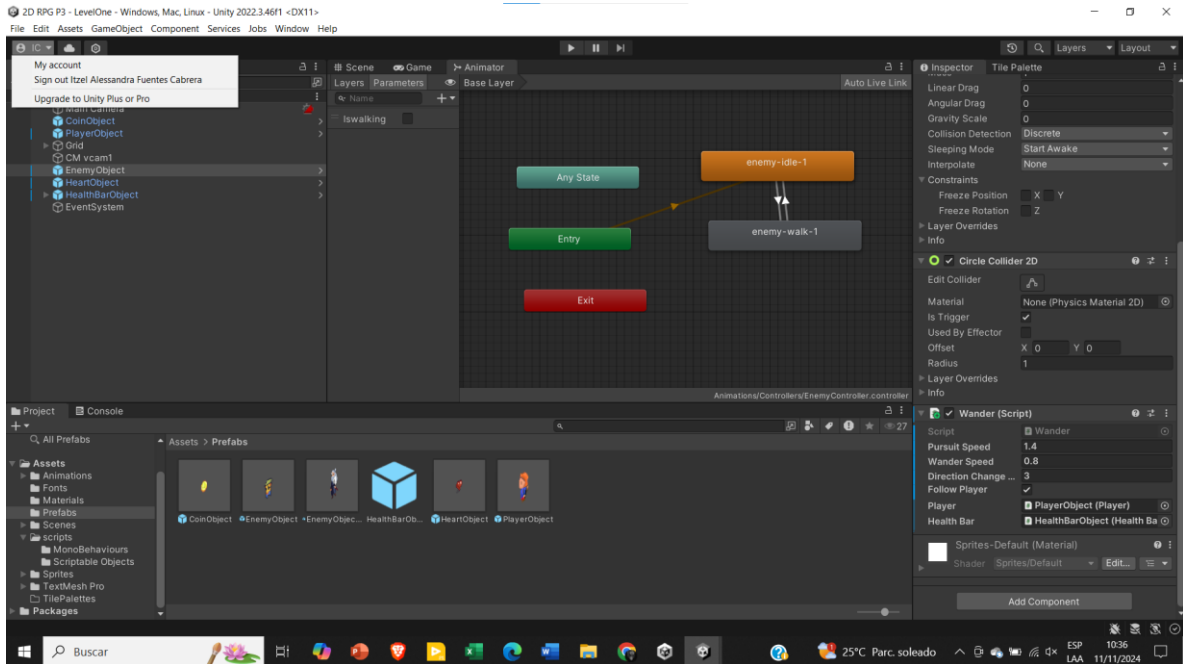 2D RPG P3 - LevelOne - Windows, Mac, Linux - Unity 2022.3.46f1 <DX11>
File Edit Assets GameObject Component Services Jobs Window Help
IC
Layers Layout
My account
Sign out Itzel Alessandra Fuentes Cabrera
Upgrade to Unity Plus or Pro
Main Camera
CoinObject
PlayerObject
Grid
CM vcam1
EnemyObject
HeartObject
HealthBarObject
EventSystem
Scene Game Animator
Layers Parameters Base Layer Auto Live Link
Name
Iswalking
Any State
Entry
Exit
enemy-idle-1
enemy-walk-1
Animations/Controllers/EnemyController.controller
Inspector Tile Palette
Linear Drag 0
Angular Drag 0
Gravity Scale 0
Collision Detection Discrete
Sleeping Mode Start Awake
Interpolate None
Constraints
Freeze Position X Y
Freeze Rotation Z
Layer Overrides
Info
Circle Collider 2D
Edit Collider
Material None (Physics Material 2D)
Is Trigger
Used By Effector
Offset X 0 Y 0
Radius 1
Layer Overrides
Info
Wander (Script)
Script Wander
Pursuit Speed 1.4
Wander Speed 0.8
Direction Change ... 3
Follow Player
Player PlayerObject (Player)
Health Bar HealthBarObject (Health Ba
Sprites-Default (Material)
Shader Sprites/Default Edit...
Add Component
Project Console
27
All Prefabs
Assets
Animations
Fonts
Materials
Prefabs
Scenes
scripts
MonoBehaviours
Scriptable Objects
Sprites
TextMesh Pro
TilePalettes
Packages
Assets > Prefabs
CoinObject EnemyObject EnemyObjec... HealthBarOb... HeartObject PlayerObject
Buscar
25°C Parc. soleado
ESP
LAA
10:36
11/11/2024